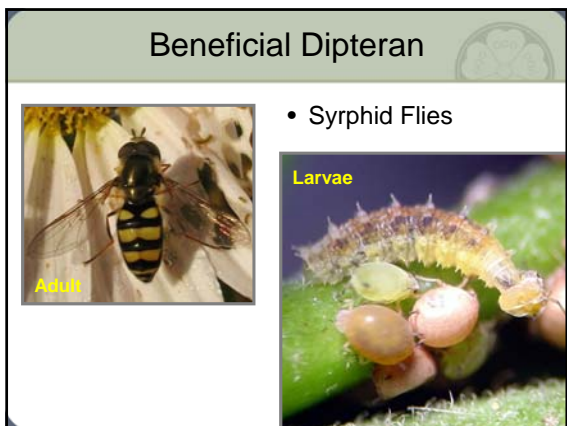 Beneficial Dipteran
• Syrphid Flies
Larvae
Adult